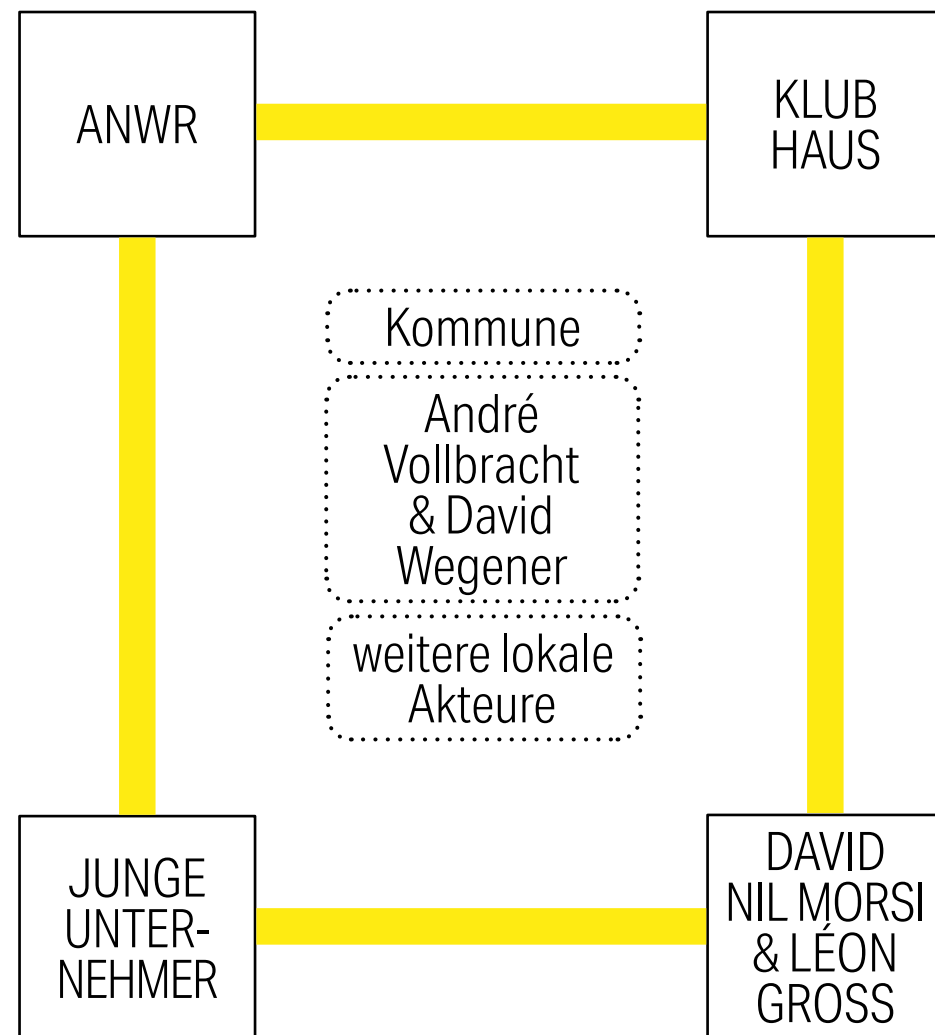 ANWR
KLUB
HAUS
Kommune
André
Vollbracht
& David
Wegener
weitere lokale
Akteure
JUNGE
UNTER-
NEHMER
DAVID
NIL MORSI
& LÉON
GROSS